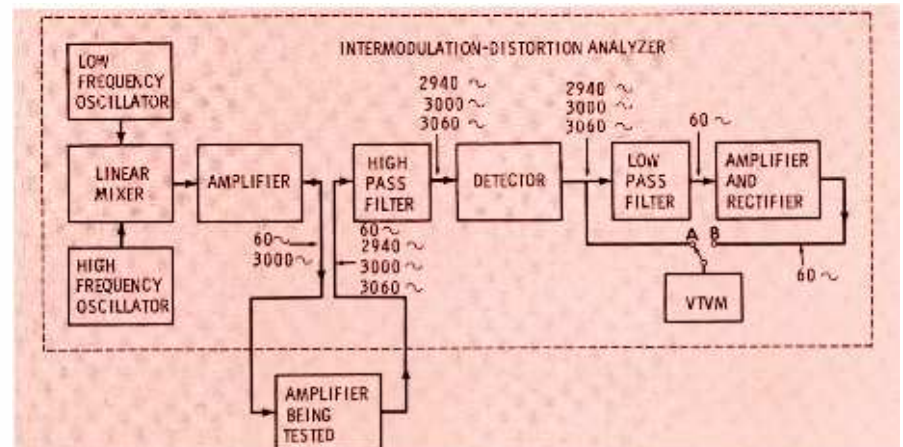 INTERMODULATION-DISTORTION ANALYZER
LOW
FREQUENCY
OSCILLATOR
LINEAR
MIXER
HIGH
FREQUENCY
OSCILLATOR
AMPLIFIER
60~
3000~
HIGH
PASS
FILTER
60~
2940 ~
3000 ~
3060 ~
2940 ~
3000 ~
3060 ~
DETECTOR
2940 ~
3000 ~
3060 ~
LOW
PASS
FILTER
60~
AMPLIFIER
AND
RECTIFIER
A B
60~
VTVM
AMPLIFIER
BEING
TESTED